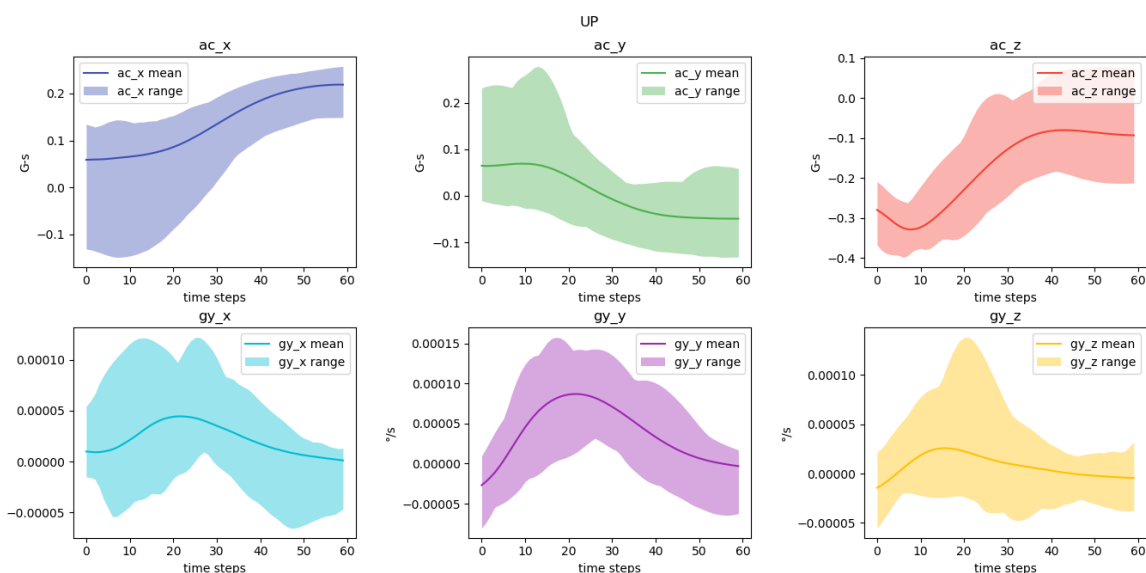 UP
ac_x
ac_y
ac_z
ac_x mean
ac_x range
ac_y mean
ac_y range
ac_z mean
ac_z range
G-s
0.2
0.1
0.0
−0.1
0 10 20 30 40 50 60
time steps
G-s
0.2
0.1
0.0
−0.1
0 10 20 30 40 50 60
time steps
G-s
0.1
0.0
−0.1
−0.2
−0.3
−0.4
0 10 20 30 40 50 60
time steps
gy_x
gy_y
gy_z
gy_x mean
gy_x range
gy_y mean
gy_y range
gy_z mean
gy_z range
°/s
0.00010
0.00005
0.00000
−0.00005
0 10 20 30 40 50 60
time steps
°/s
0.00015
0.00010
0.00005
0.00000
−0.00005
0 10 20 30 40 50 60
time steps
°/s
0.00010
0.00005
0.00000
−0.00005
0 10 20 30 40 50 60
time steps